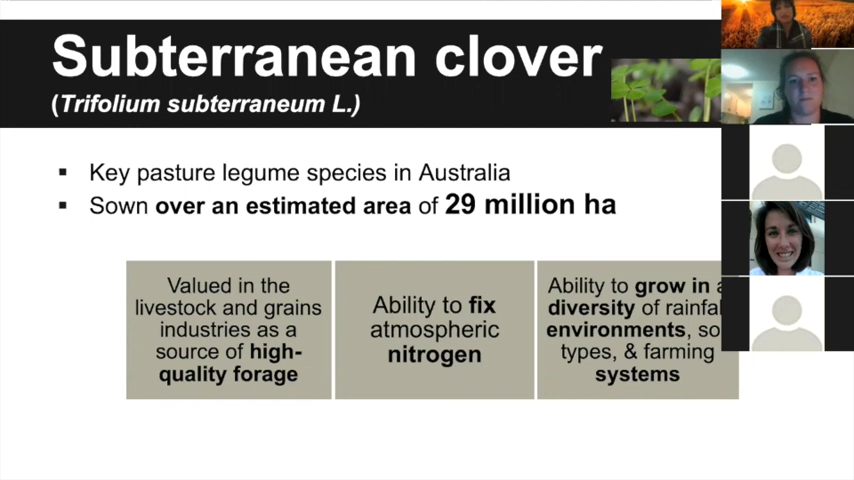 Subterranean clover
(Trifolium subterraneum L.)
▪ Key pasture legume species in Australia
▪ Sown over an estimated area of 29 million ha
Valued in the
livestock and grains
industries as a
source of high-
quality forage
Ability to fix
atmospheric
nitrogen
Ability to grow in
diversity of
environments,
types, & farming
systems